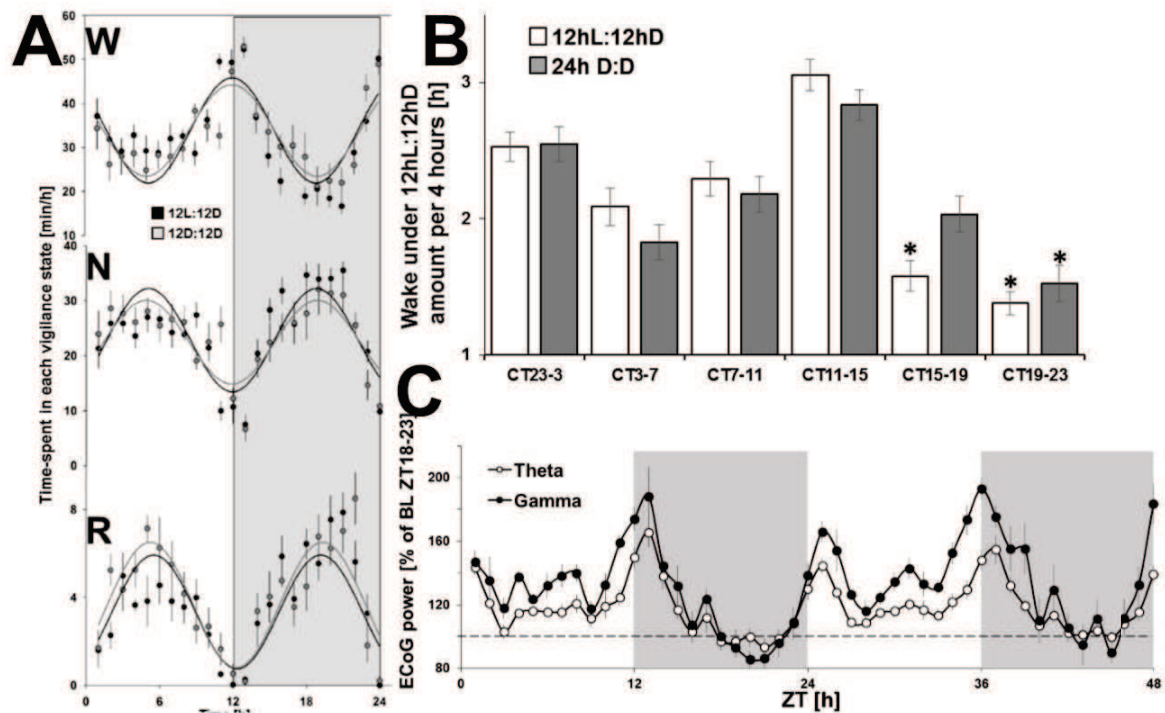 A
W
60
50
40
30
20
10
12L:12D
12D:12D
N
40
30
20
10
0
R
8
4
0
0
6
12
18
24
Time-spent in each vigilance state [min/h]
B
12hL:12hD
24h D:D
Wake under 12hL:12hD
amount per 4 hours [h]
3
2
1
*
*
*
CT23-3
CT3-7
CT7-11
CT11-15
CT15-19
CT19-23
C
Theta
Gamma
ECoG power [% of BL ZT18-23]
200
160
120
80
0
12
24
36
48
ZT [h]